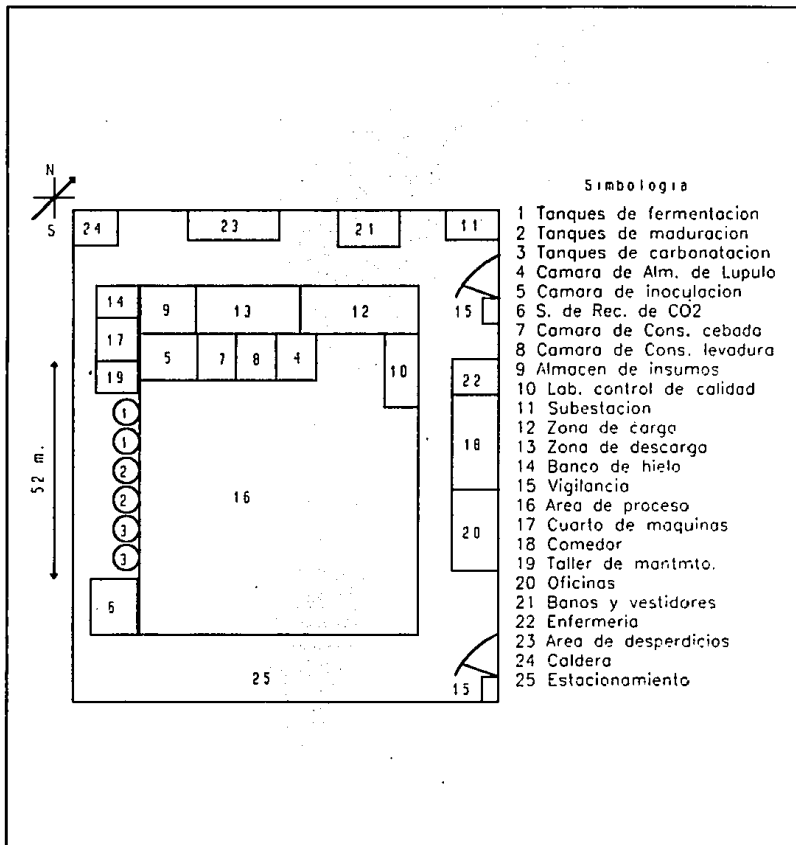 N
S
24
23
21
11
14
9
13
12
15
17
5
7
8
4
10
19
22
1
1
18
2
16
2
3
20
3
52 m.
6
25
15
Simbologia
1 Tanques de fermentacion
2 Tanques de maduracion
3 Tanques de carbonatacion
4 Camara de Alm. de Lupulo
5 Camara de inoculacion
6 S. de Rec. de CO2
7 Camara de Cons. cebada
8 Camara de Cons. levadura
9 Almacen de insumos
10 Lab. control de calidad
11 Subestacion
12 Zona de carga
13 Zona de descarga
14 Banco de hielo
15 Vigilancia
16 Area de proceso
17 Cuarto de maquinas
18 Comedor
19 Taller de mantmto.
20 Oficinas
21 Banos y vestidores
22 Enfermeria
23 Area de desperdicios
24 Caldera
25 Estacionamiento